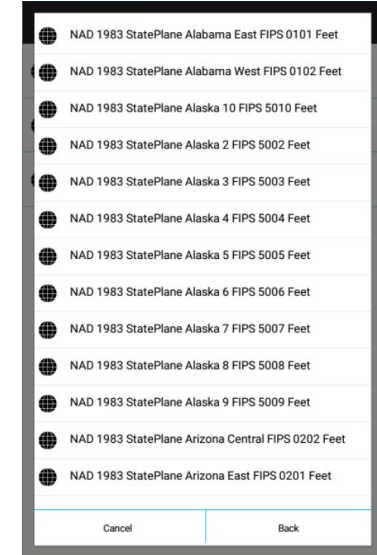 NAD 1983 StatePlane Alabama East FIPS 0101 Feet
NAD 1983 StatePlane Alabama West FIPS 0102 Feet
NAD 1983 StatePlane Alaska 10 FIPS 5010 Feet
NAD 1983 StatePlane Alaska 2 FIPS 5002 Feet
NAD 1983 StatePlane Alaska 3 FIPS 5003 Feet
NAD 1983 StatePlane Alaska 4 FIPS 5004 Feet
NAD 1983 StatePlane Alaska 5 FIPS 5005 Feet
NAD 1983 StatePlane Alaska 6 FIPS 5006 Feet
NAD 1983 StatePlane Alaska 7 FIPS 5007 Feet
NAD 1983 StatePlane Alaska 8 FIPS 5008 Feet
NAD 1983 StatePlane Alaska 9 FIPS 5009 Feet
NAD 1983 StatePlane Arizona Central FIPS 0202 Feet
NAD 1983 StatePlane Arizona East FIPS 0201 Feet
Cancel Back